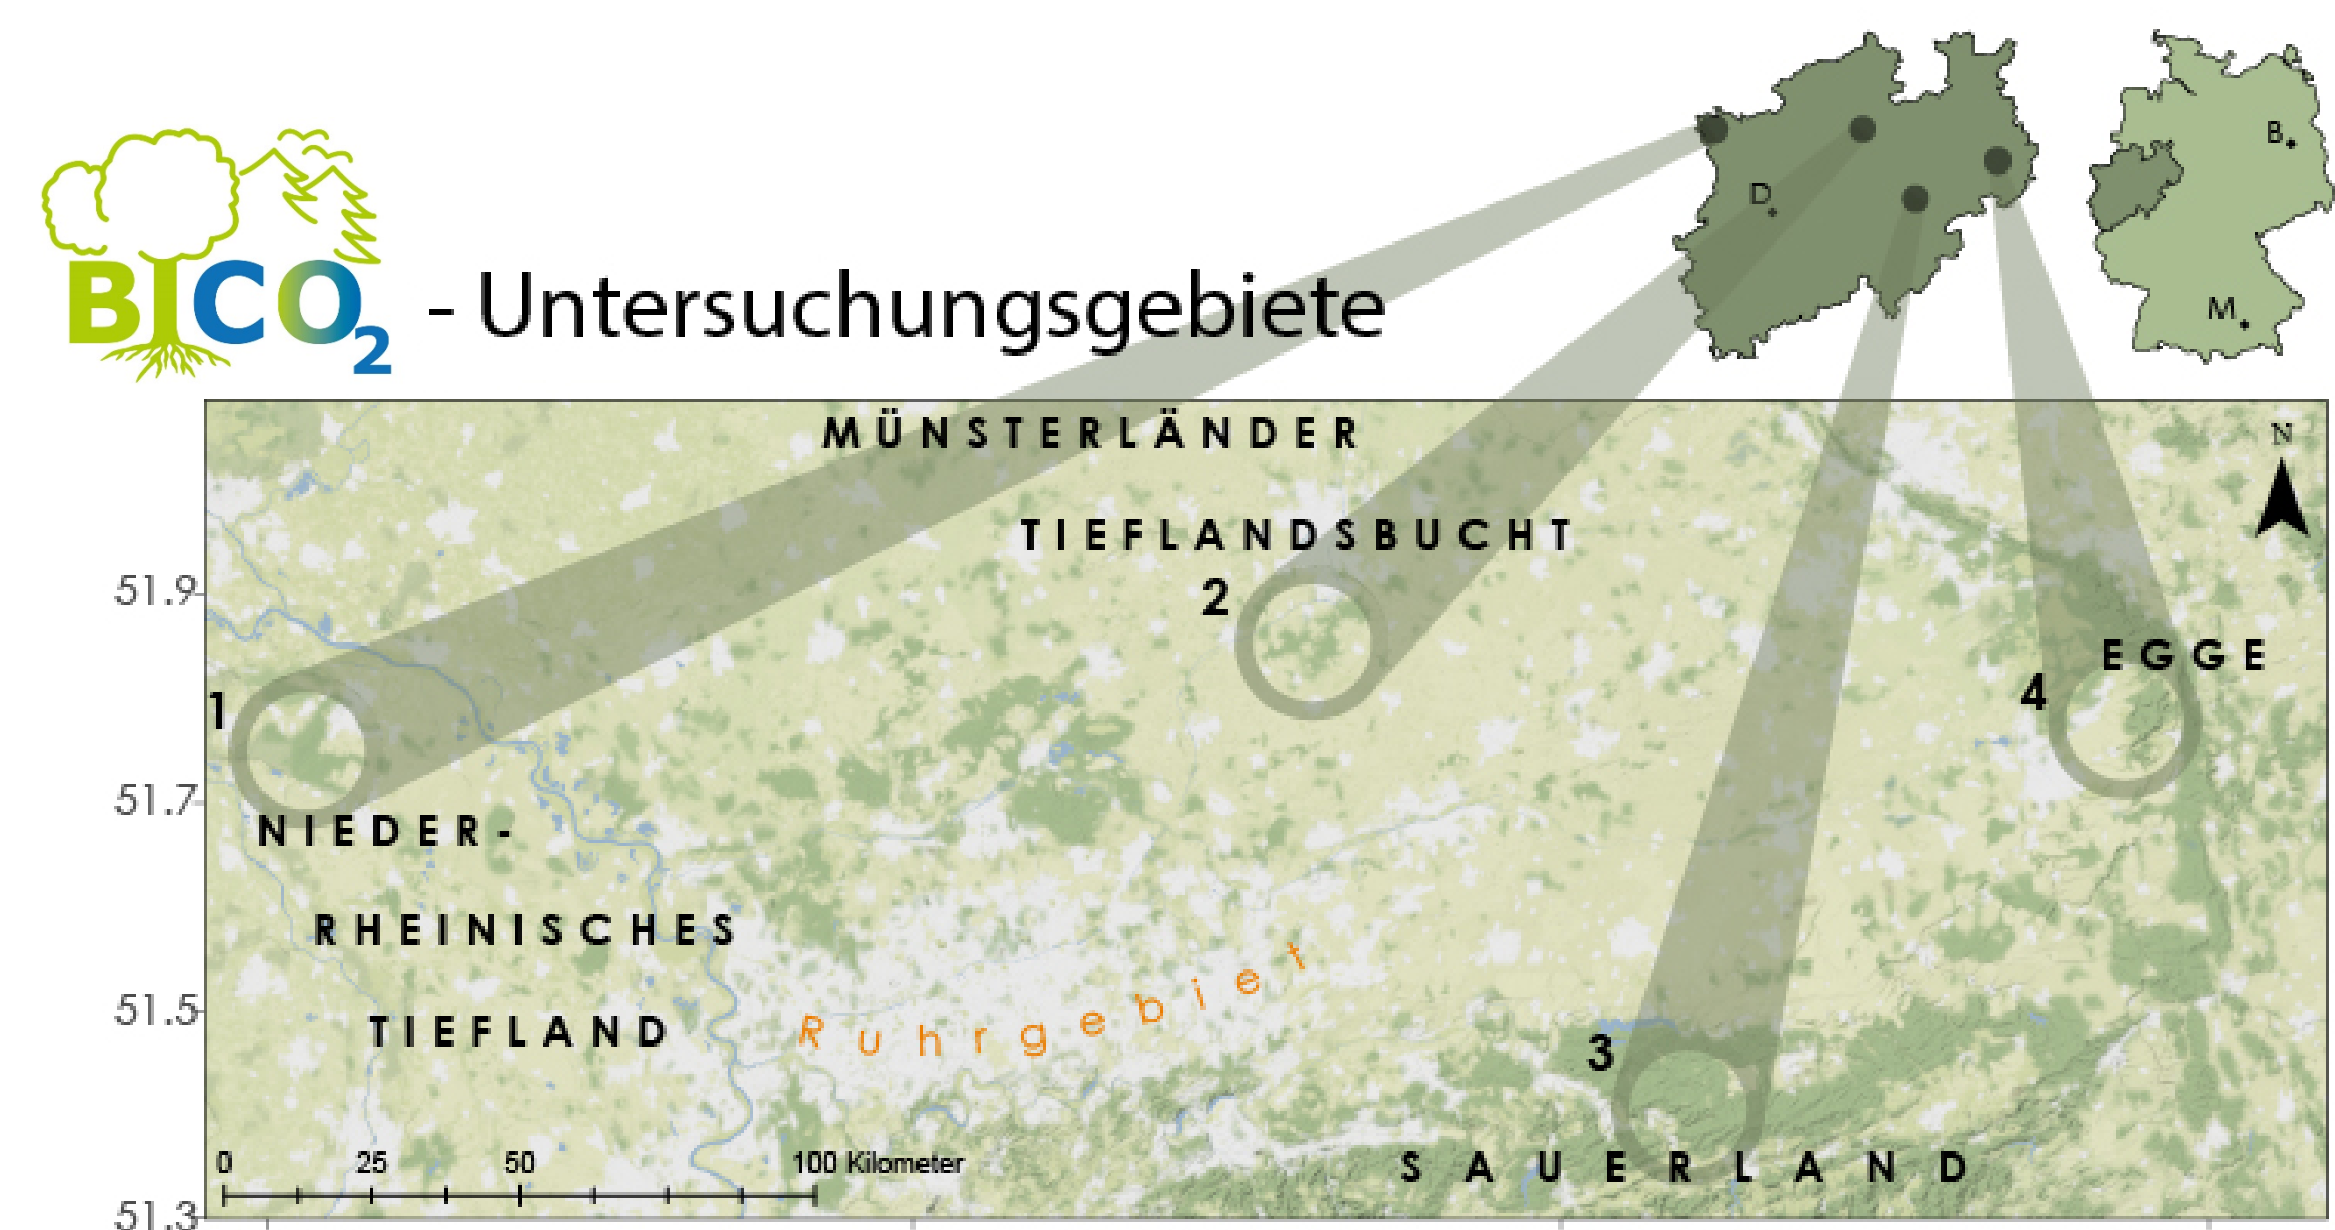 BICO2 - Untersuchungsgebiete
D
B
M
N
MÜNSTERLÄNDER
TIEFLANDSBUCHT
2
EGGE
4
1
NIEDER-
RHEINISCHES
TIEFLAND
Ruhrgebiet
3
SAUERLAND
51.9
51.7
51.5
51.3
0 25 50 100 Kilometer